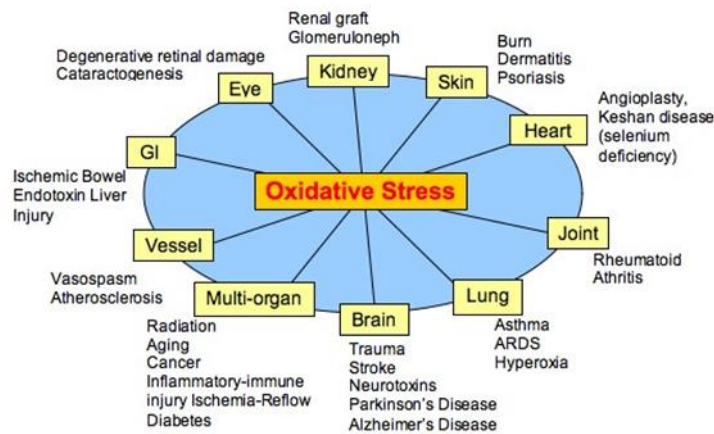 Renal graft
Glomeruloneph
Kidney
Burn
Dermatitis
Psoriasis
Skin
Angioplasty,
Keshan disease
(selenium
deficiency)
Heart
Joint
Rheumatoid
Athritis
Lung
Asthma
ARDS
Hyperoxia
Brain
Trauma
Stroke
Neurotoxins
Parkinson's Disease
Alzheimer's Disease
Multi-organ
Radiation
Aging
Cancer
Inflammatory-immune
injury Ischemia-Reflow
Diabetes
Vessel
Vasospasm
Atherosclerosis
GI
Ischemic Bowel
Endotoxin Liver
Injury
Eye
Degenerative retinal damage
Cataractogenesis
Oxidative Stress